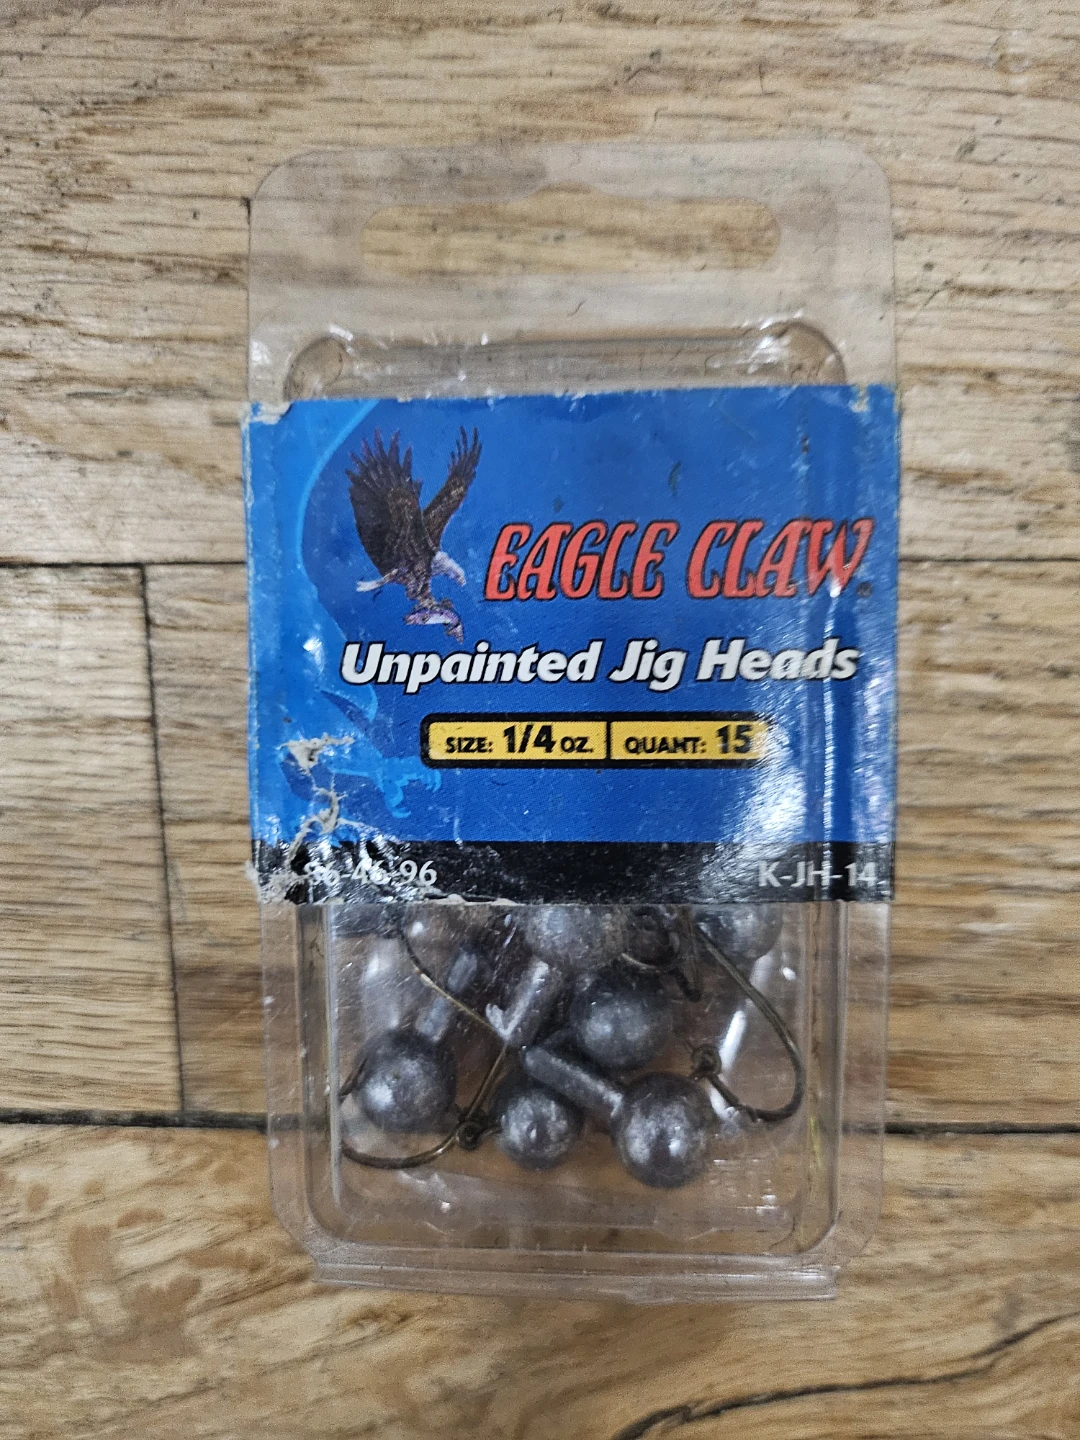 EAGLE CLAW®
Unpainted Jig Heads
SIZE: 1/4 OZ. QUANT: 15
K-JH-14